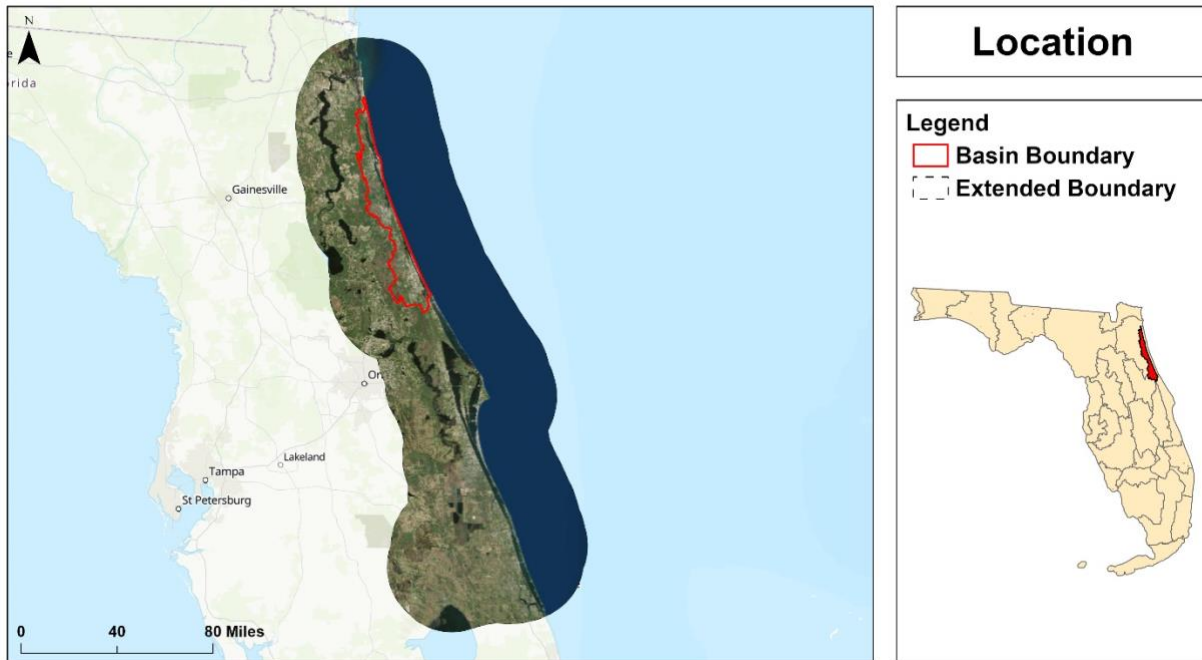 N
rida
Gainesville
Or
Lakeland
Tampa
St Petersburg
0 40 80 Miles
Location
Legend
Basin Boundary
Extended Boundary